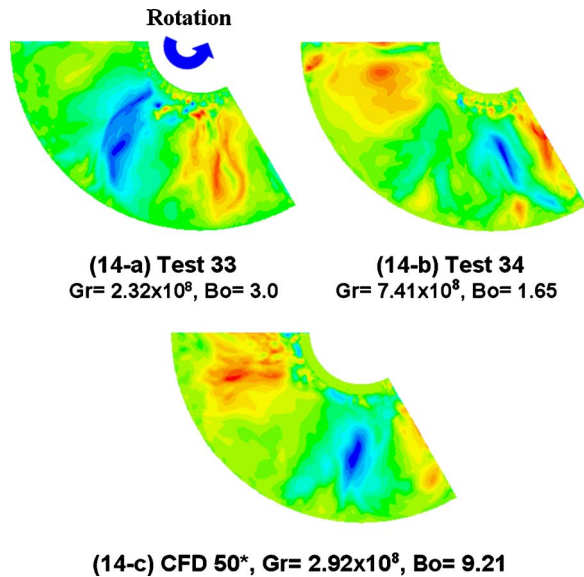 Rotation
(14-a) Test 33
Gr= 2.32x10⁸, Bo= 3.0
(14-b) Test 34
Gr= 7.41x10⁸, Bo= 1.65
(14-c) CFD 50*, Gr= 2.92x10⁸, Bo= 9.21